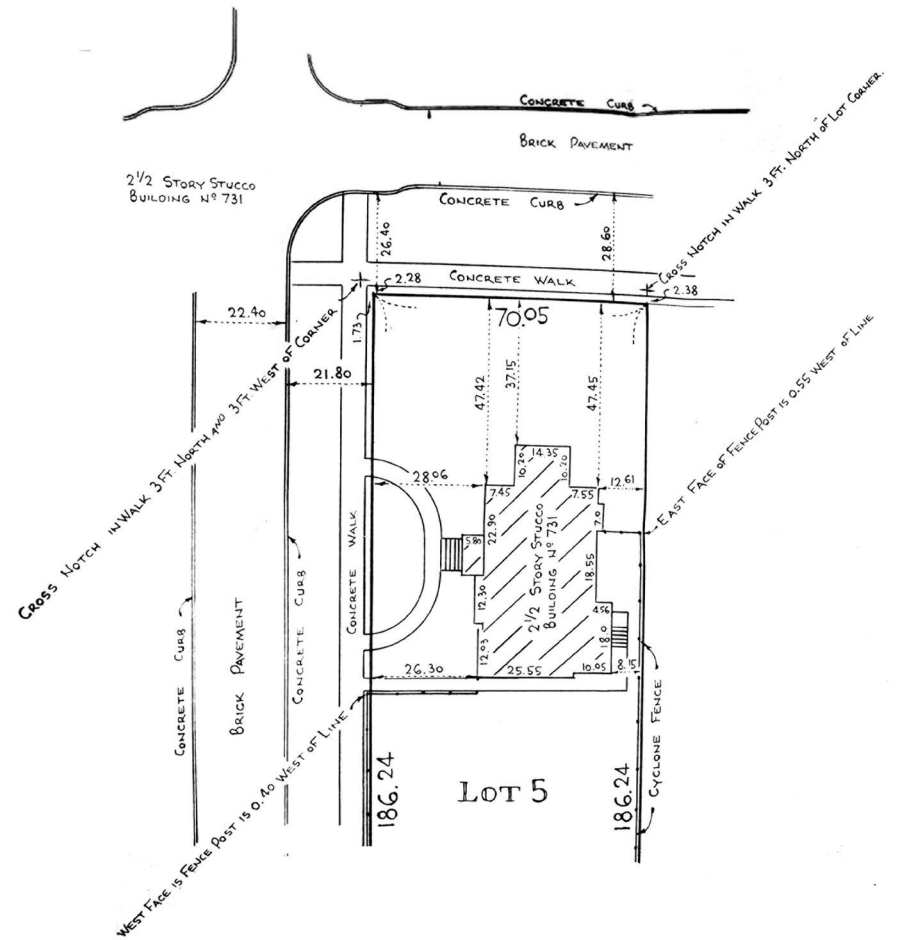 CONCRETE CURB
BRICK PAVEMENT
2 1/2 STORY STUCCO
BUILDING Nº 731
CONCRETE CURB
CROSS NOTCH IN WALK 3 FT. NORTH OF LOT CORNER.
26.40
28.60
CONCRETE WALK
2.28
2.38
22.40
1.73
70.05
CROSS NOTCH IN WALK 3 FT. NORTH AND 3 FT. WEST OF CORNER
21.80
47.42
37.15
47.45
EAST FACE OF FENCE POST IS 0.55 WEST OF LINE
10.20
14.35
10.20
28.06
7.45
7.55
12.61
22.90
7.0
5.80
2 1/2 STORY STUCCO
BUILDING Nº 731
18.55
12.30
4.56
18.0
12.03
26.30
25.55
10.05
8.15
CONCRETE CURB
BRICK PAVEMENT
CONCRETE CURB
CONCRETE WALK
CYCLONE FENCE
WEST FACE IS FENCE POST IS 0.40 WEST OF LINE
186.24
LOT 5
186.24